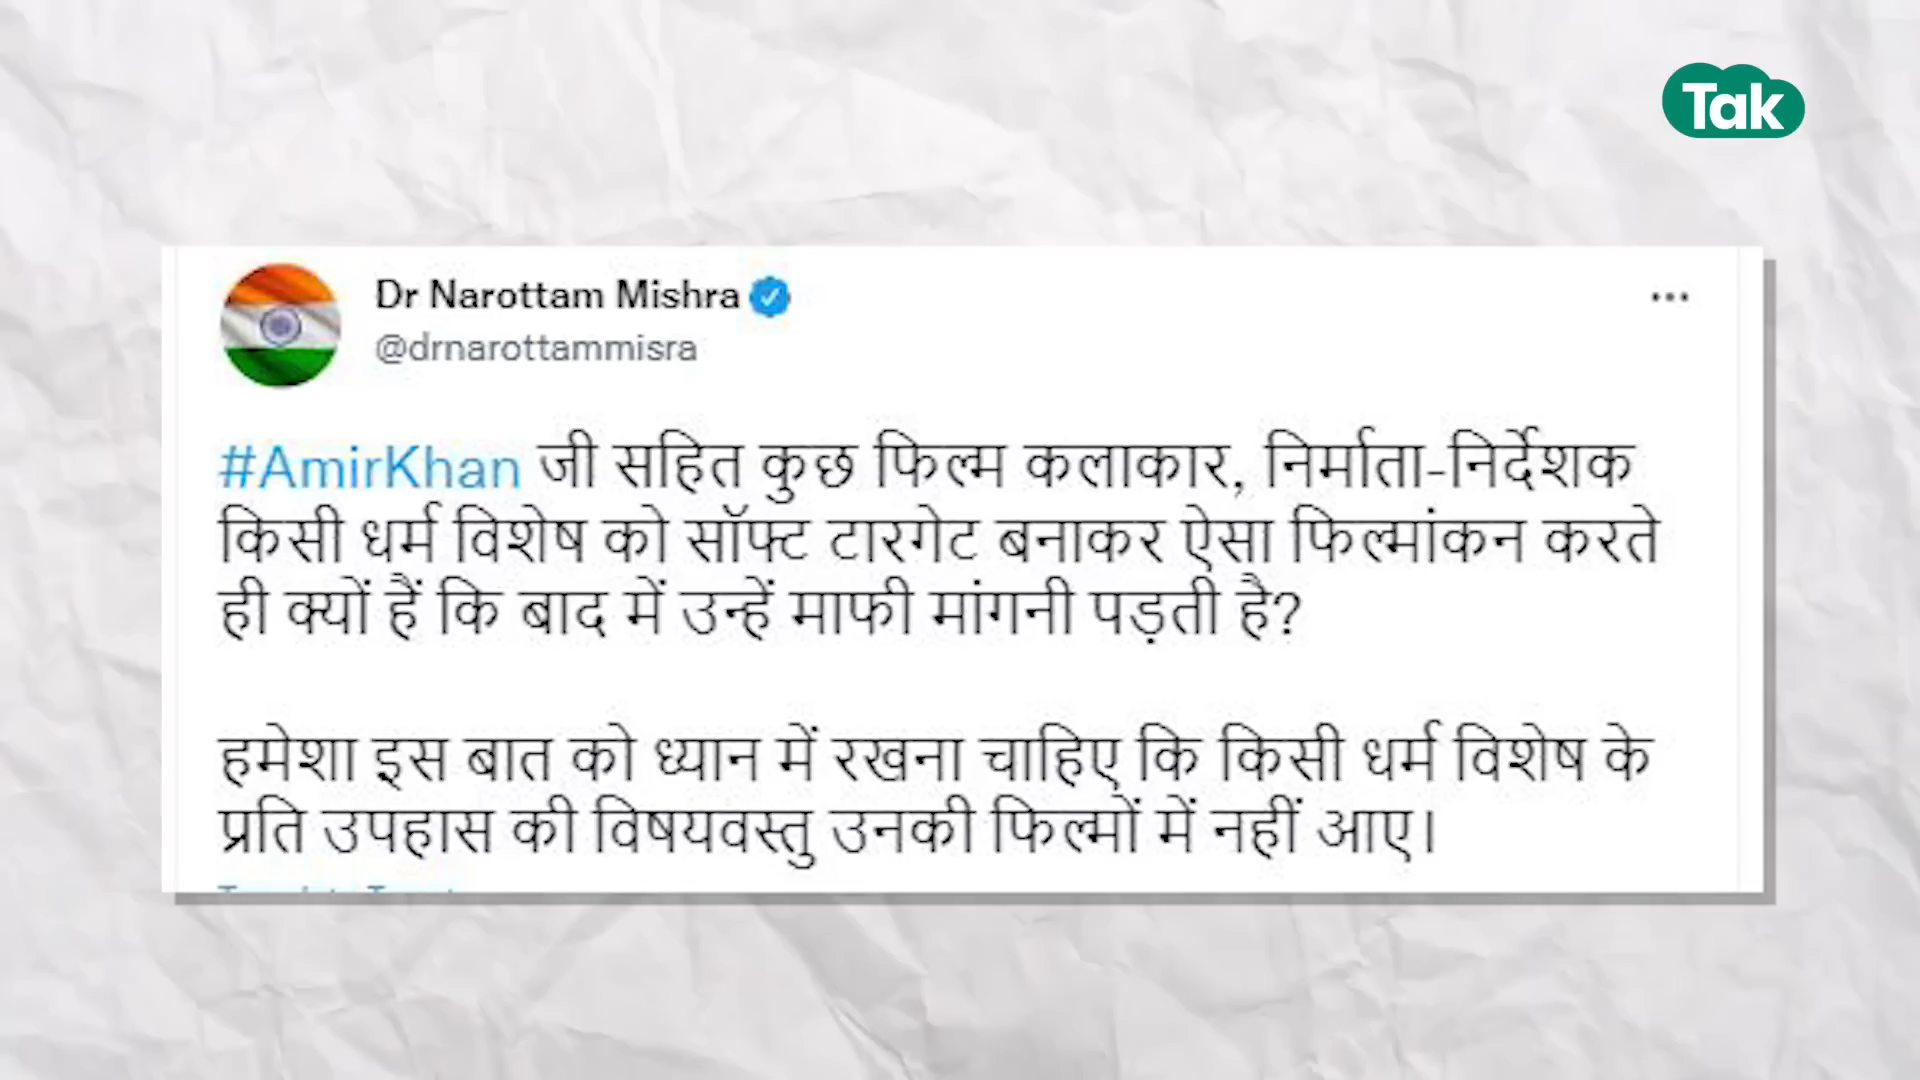 Tak
Dr Narottam Mishra
@drnarottammisra
#AmirKhan जी सहित कुछ फिल्म कलाकार, निर्माता-निर्देशक
किसी धर्म विशेष को सॉफ्ट टारगेट बनाकर ऐसा फिल्मांकन करते
ही क्यों हैं कि बाद में उन्हें माफी मांगनी पड़ती है?
हमेशा इस बात को ध्यान में रखना चाहिए कि किसी धर्म विशेष के
प्रति उपहास की विषयवस्तु उनकी फिल्मों में नहीं आए।